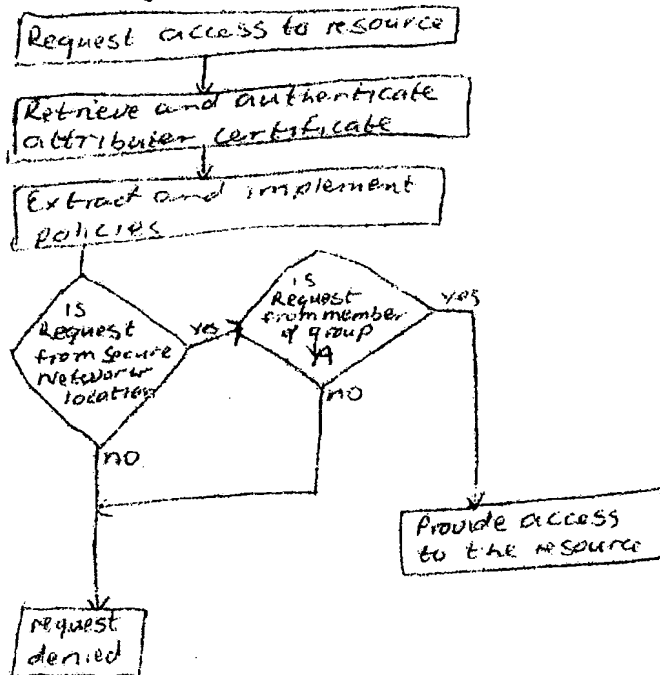 Request access to resource
Retrieve and authenticate
attributer certificate
Extract and implement
policies
is
Request
from secure
Network
location
yes
is
Request
from member
of group
A
yes
no
no
Provide access
to the resource
request
denied